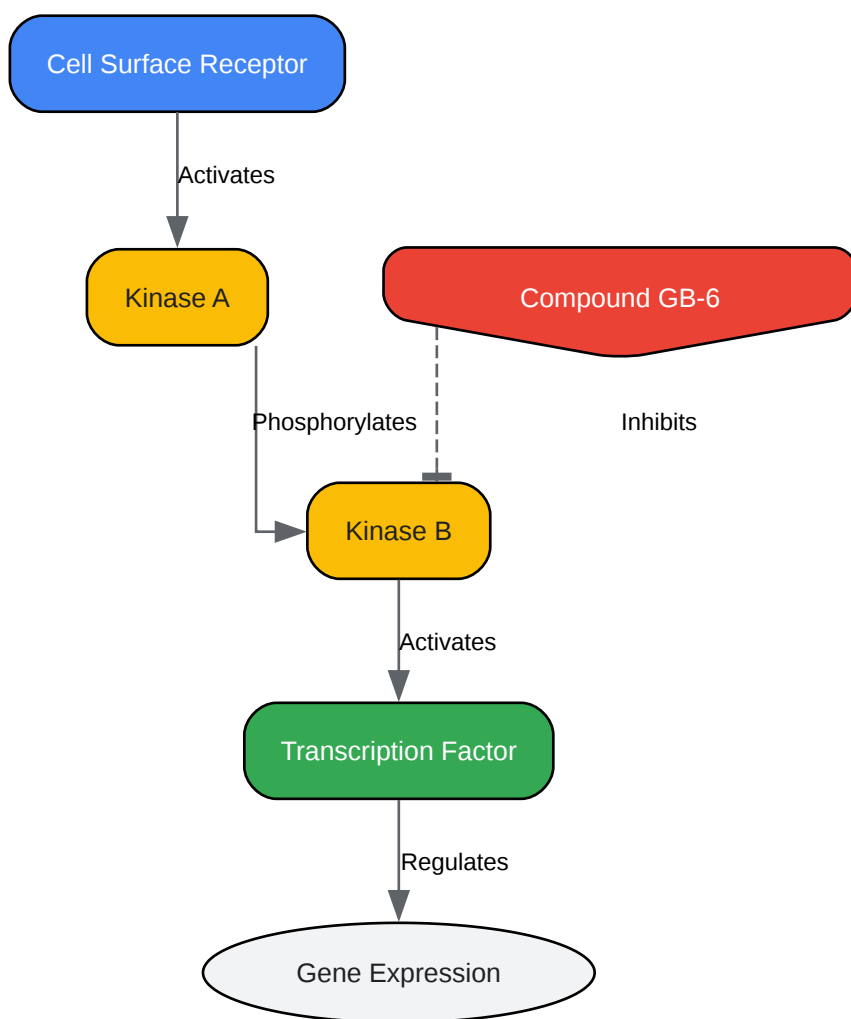 Cell Surface Receptor
Activates
Kinase A
Compound GB-6
Phosphorylates
Inhibits
Kinase B
Activates
Transcription Factor
Regulates
Gene Expression